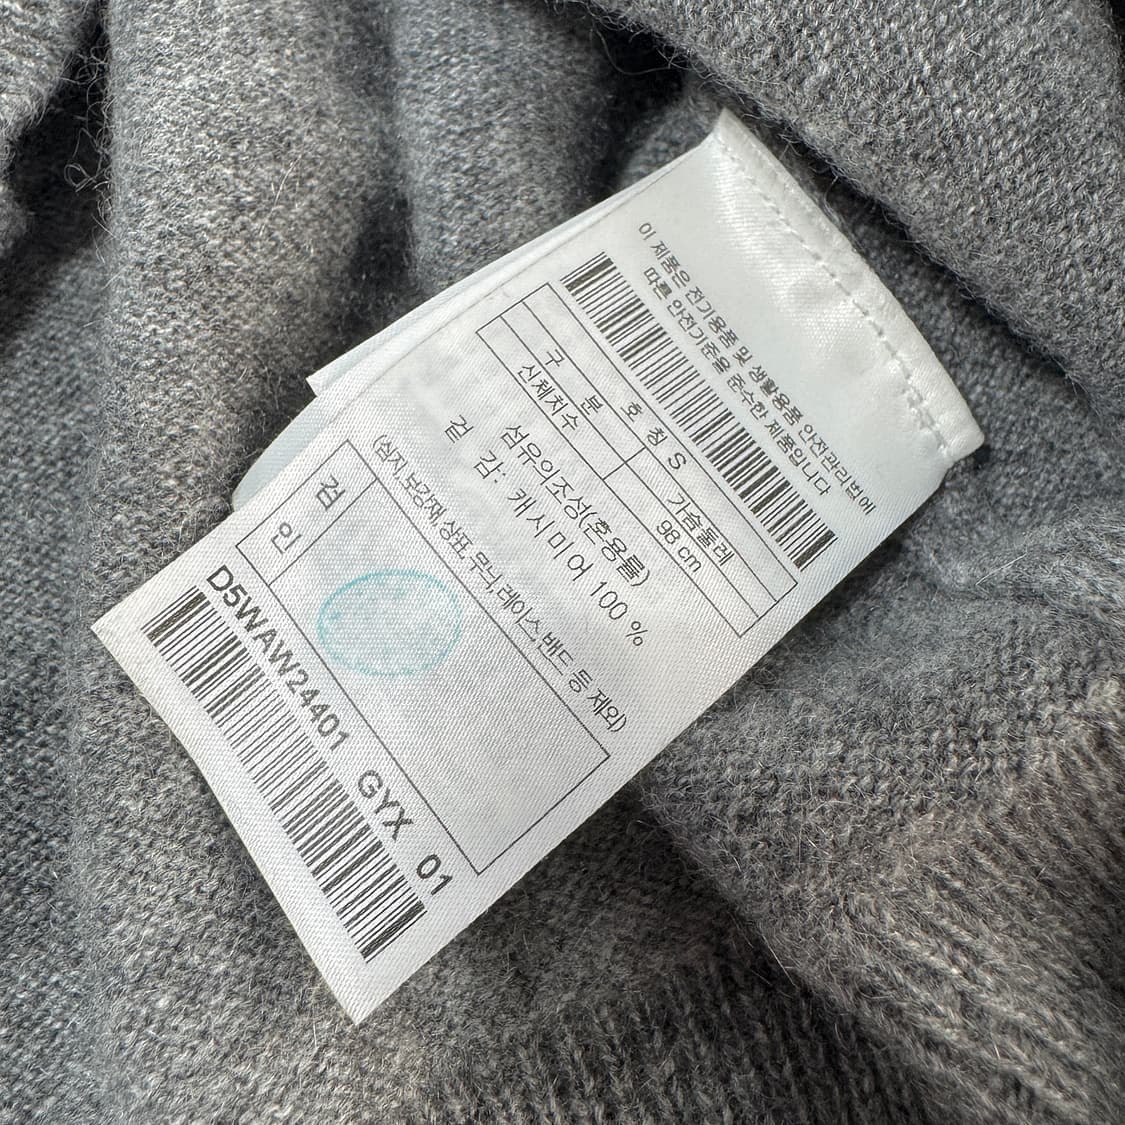 이 제품은 전기용품 및 생활용품 안전관리법에
따른 안전기준을 준수한 제품입니다
구 분 호 칭 가슴둘레
신체치수 S 98 cm
섬유의조성(혼용률)
겉 감: 캐시미어 100 %
(심지,보강재,상표,무늬,레이스밴드 등 제외)
검
인
D5WAW24401 GYX 01